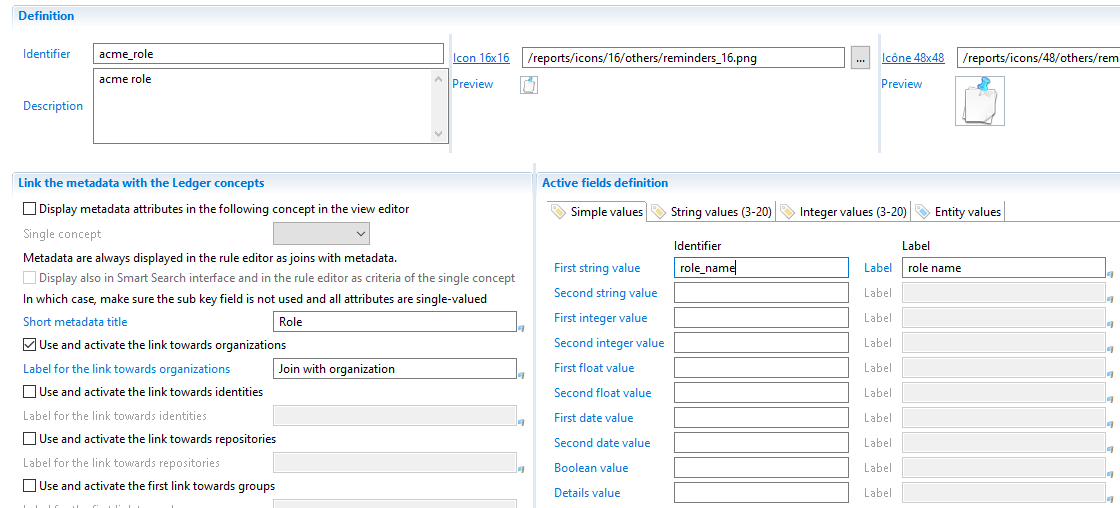 Definition
Identifier
acme_role
Description
acme role
Icon 16x16
/reports/icons/16/others/reminders_16.png
...
Preview
Icône 48x48
/reports/icons/48/others/rem
Preview
Link the metadata with the Ledger concepts
Display metadata attributes in the following concept in the view editor
Single concept
Metadata are always displayed in the rule editor as joins with metadata.
Display also in Smart Search interface and in the rule editor as criteria of the single concept
In which case, make sure the sub key field is not used and all attributes are single-valued
Short metadata title
Role
Use and activate the link towards organizations
Label for the link towards organizations
Join with organization
Use and activate the link towards identities
Label for the link towards identities
Use and activate the link towards repositories
Label for the link towards repositories
Use and activate the first link towards groups
Active fields definition
Simple values
String values (3-20)
Integer values (3-20)
Entity values
Identifier
Label
First string value
role_name
Label
role name
Second string value
Label
First integer value
Label
Second integer value
Label
First float value
Label
Second float value
Label
First date value
Label
Second date value
Label
Boolean value
Label
Details value
Label